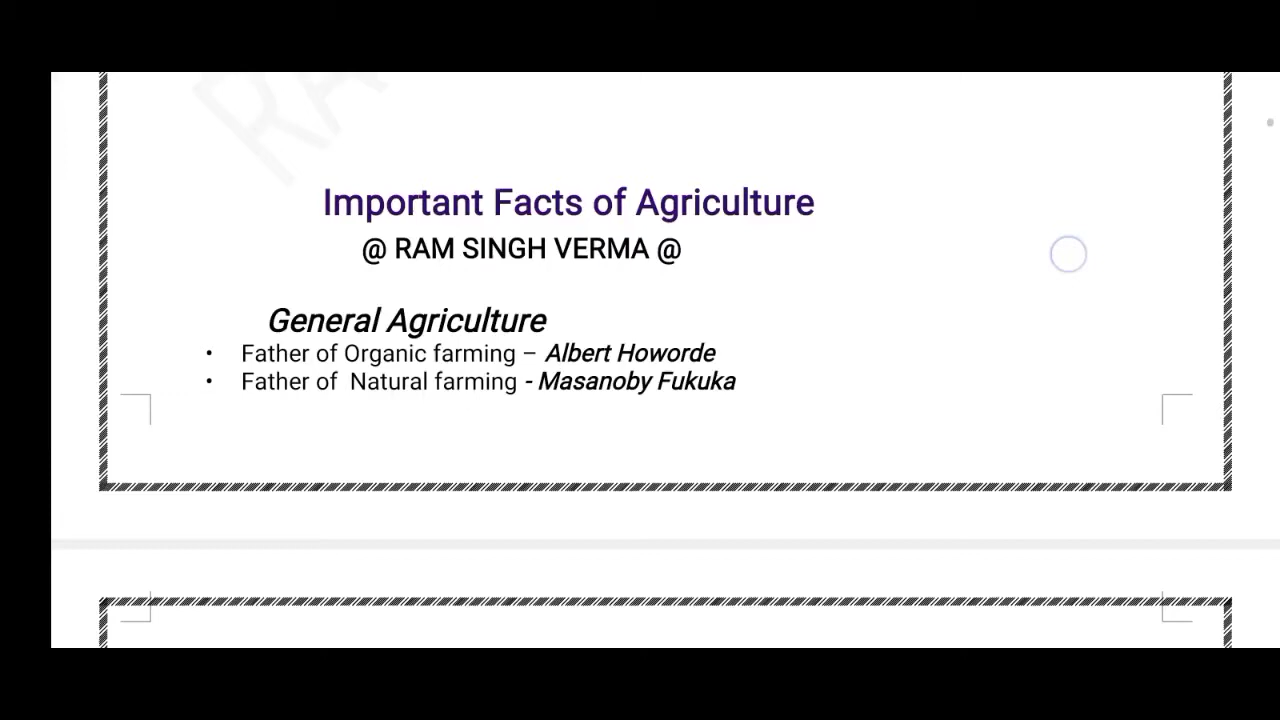 Important Facts of Agriculture
@ RAM SINGH VERMA @
General Agriculture
• Father of Organic farming – Albert Howorde
• Father of  Natural farming - Masanoby Fukuka